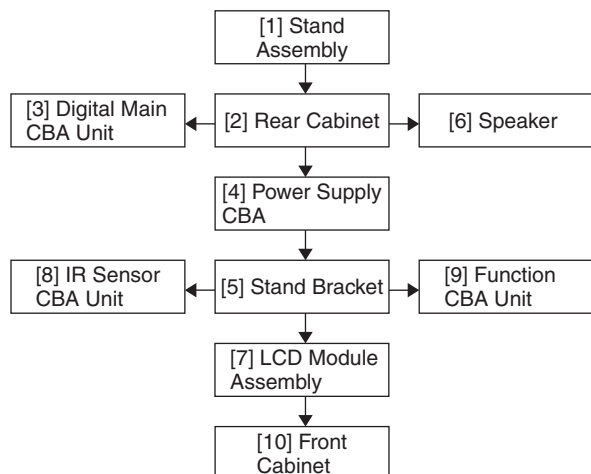 [1] Stand
Assembly
[3] Digital Main
CBA Unit
[2] Rear Cabinet
[6] Speaker
[4] Power Supply
CBA
[8] IR Sensor
CBA Unit
[5] Stand Bracket
[9] Function
CBA Unit
[7] LCD Module
Assembly
[10] Front
Cabinet